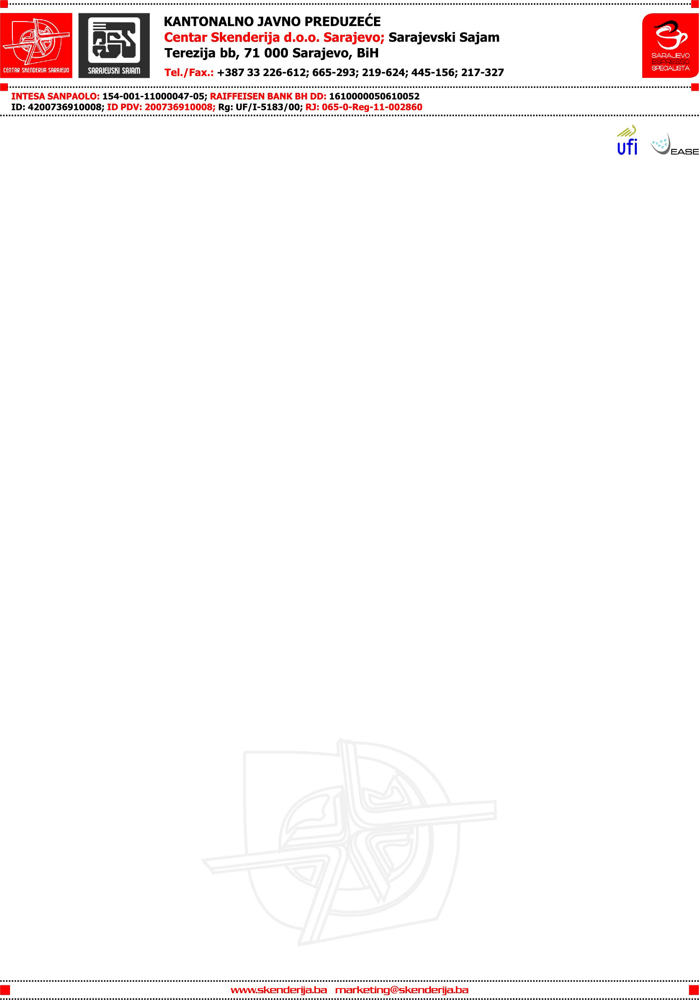 CENTAR SKENDERIJA SARAJEVO
SARAJEVSKI SAJAM
KANTONALNO JAVNO PREDUZEĆE
Centar Skenderija d.o.o. Sarajevo; Sarajevski Sajam
Terezija bb, 71 000 Sarajevo, BiH
Tel./Fax.: +387 33 226-612; 665-293; 219-624; 445-156; 217-327
SARAJEVO
ESPRESSO
SPECIALISTA
INTESA SANPAOLO: 154-001-11000047-05; RAIFFEISEN BANK BH DD: 1610000050610052
ID: 4200736910008; ID PDV: 200736910008; Rg: UF/I-5183/00; RJ: 065-0-Reg-11-002860
ufi
EASE
www.skenderija.ba marketing@skenderija.ba